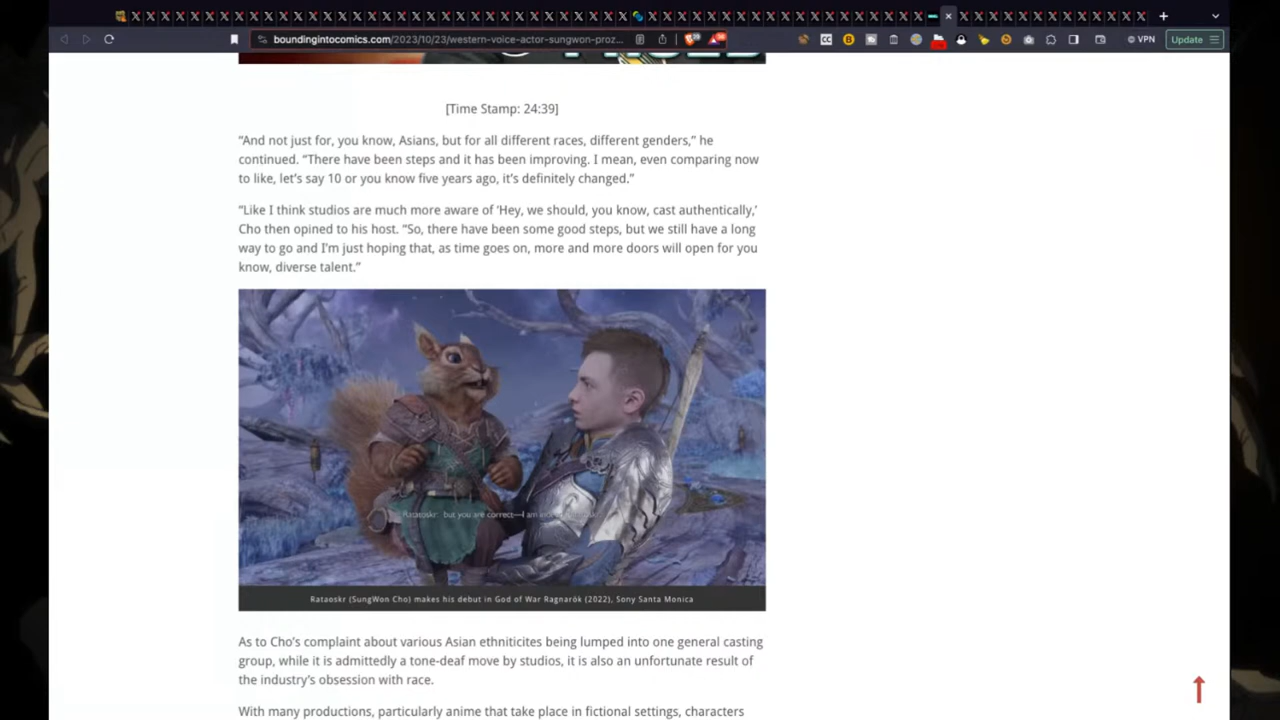 boundingintocomics.com/2023/10/23/western-voice-actor-sungwon-proz...
VPN
Update
[Time Stamp: 24:39]
“And not just for, you know, Asians, but for all different races, different genders,” he
continued. “There have been steps and it has been improving. I mean, even comparing now
to like, let’s say 10 or you know five years ago, it’s definitely changed.”
“Like I think studios are much more aware of ‘Hey, we should, you know, cast authentically,’
Cho then opined to his host. “So, there have been some good steps, but we still have a long
way to go and I’m just hoping that, as time goes on, more and more doors will open for you
know, diverse talent.”
Ratatoskr: but you are correct—I am
Rataoskr (SungWon Cho) makes his debut in God of War Ragnarök (2022), Sony Santa Monica
As to Cho’s complaint about various Asian ethniticites being lumped into one general casting
group, while it is admittedly a tone-deaf move by studios, it is also an unfortunate result of
the industry’s obsession with race.
With many productions, particularly anime that take place in fictional settings, characters